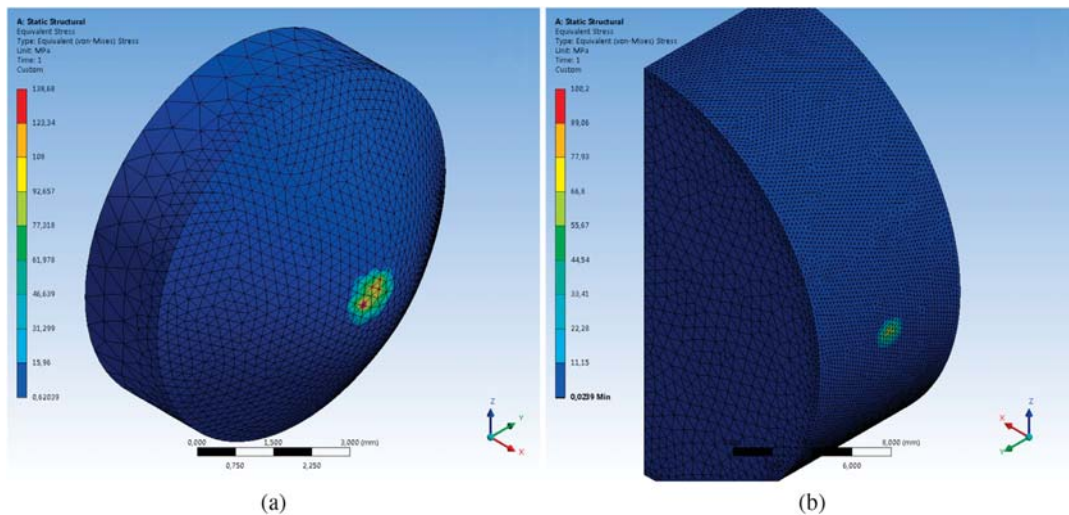 A: Static Structural
Equivalent Stress
Type: Equivalent (von-Mises) Stress
Unit: MPa
Time: 1
Custom
138,68
123,34
108
92,657
77,318
61,978
46,639
31,299
15,96
0,62039
0,000
1,500
3,000 (mm)
0,750
2,250
Z
Y
X
(a)
A: Static Structural
Equivalent Stress
Type: Equivalent (von-Mises) Stress
Unit: MPa
Time: 1
Custom
100,2
89,06
77,93
66,8
55,67
44,54
33,41
22,28
11,15
0,0239 Min
8,000 (mm)
6,000
Z
X
Y
(b)